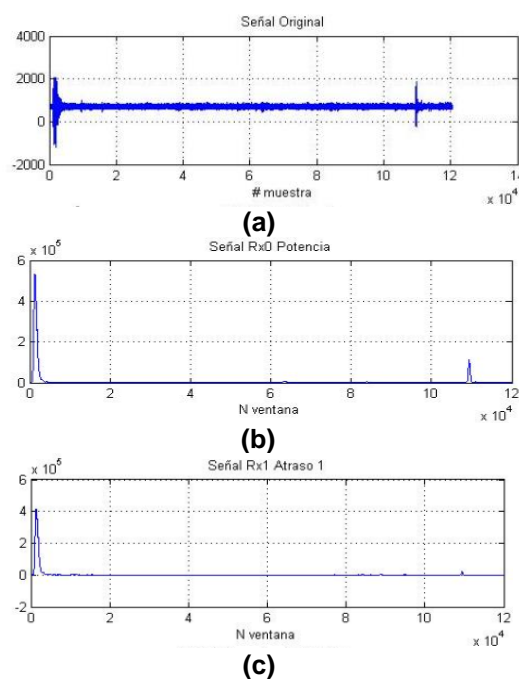 Señal Original
4000
2000
0
-2000
0 2 4 6 8 10 12 14
# muestra
x 10^4
(a)
Señal Rx0 Potencia
x 10^5
6
4
2
0
0 2 4 6 8 10 12
N ventana
x 10^4
(b)
Señal Rx1 Atraso 1
x 10^5
6
4
2
0
-2
0 2 4 6 8 10 12
N ventana
x 10^4
(c)